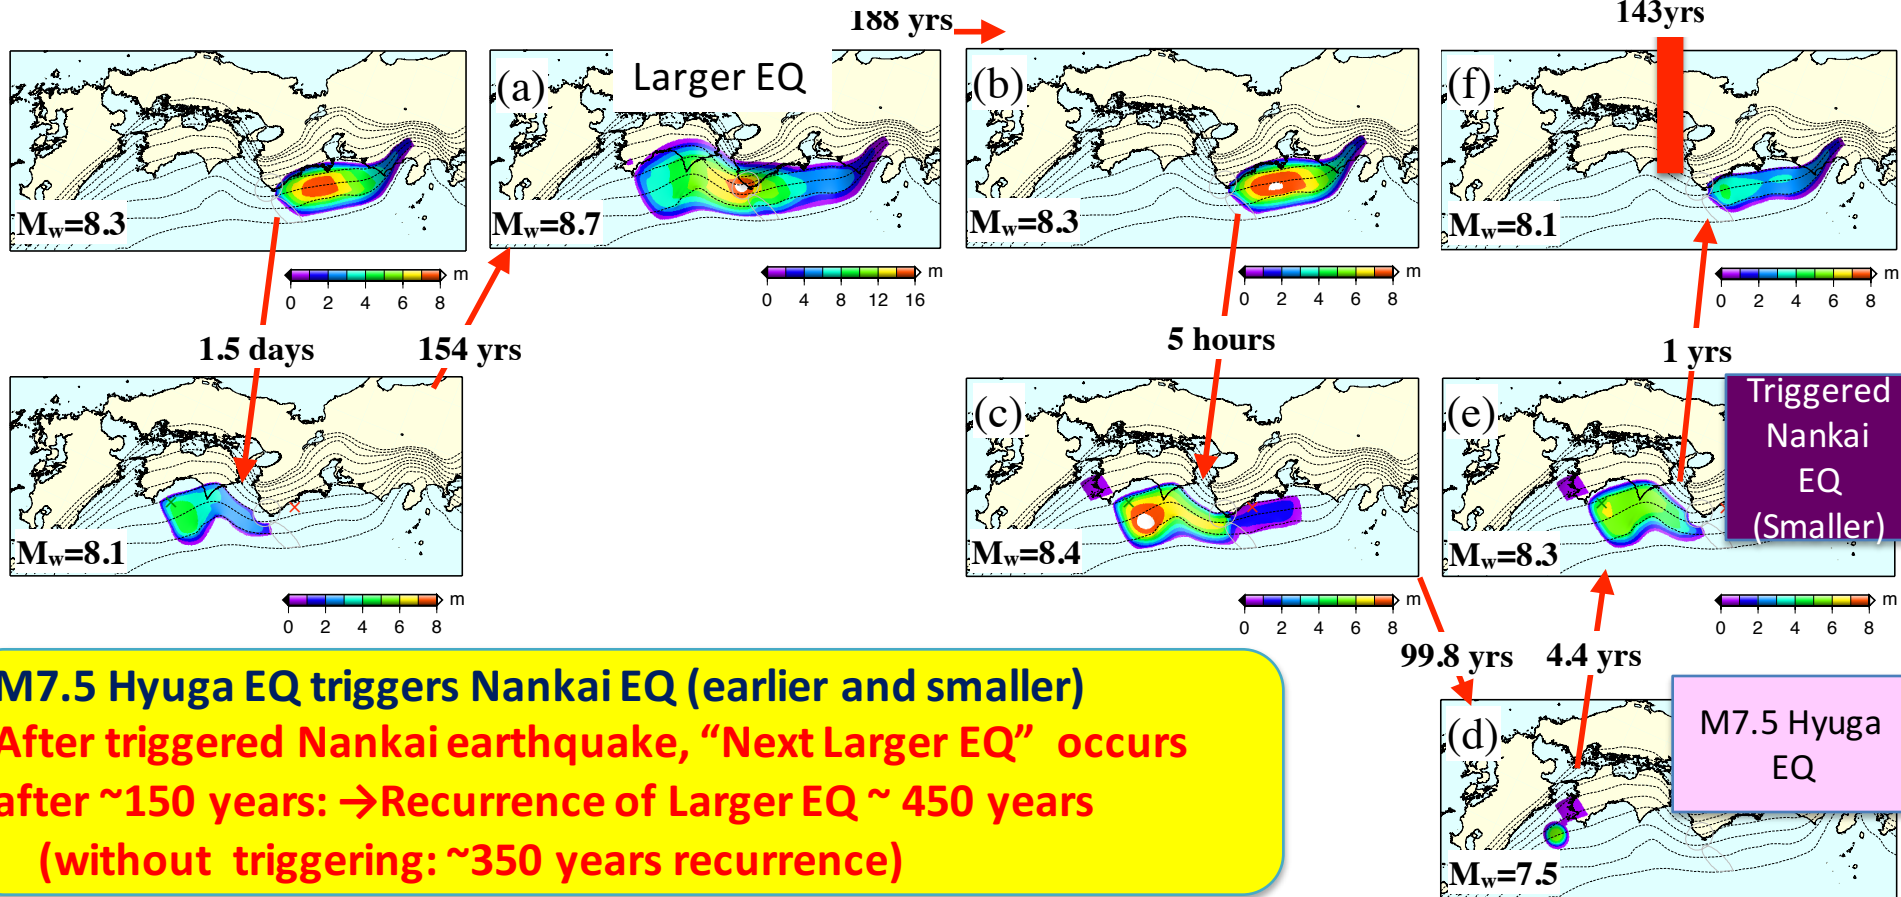 188 yrs
143yrs
(a)
Larger EQ
(b)
(f)
Mw=8.3
Mw=8.7
Mw=8.3
Mw=8.1
0 2 4 6 8 m
0 4 8 12 16 m
0 2 4 6 8 m
0 2 4 6 8 m
1.5 days
154 yrs
5 hours
1 yrs
(c)
(e)
Triggered
Nankai
EQ
(Smaller)
Mw=8.1
Mw=8.4
Mw=8.3
0 2 4 6 8 m
0 2 4 6 8 m
0 2 4 6 8 m
99.8 yrs
4.4 yrs
M7.5 Hyuga EQ triggers Nankai EQ (earlier and smaller)
After triggered Nankai earthquake, “Next Larger EQ” occurs
after ~150 years: →Recurrence of Larger EQ ~ 450 years
(without triggering: ~350 years recurrence)
(d)
M7.5 Hyuga
EQ
Mw=7.5